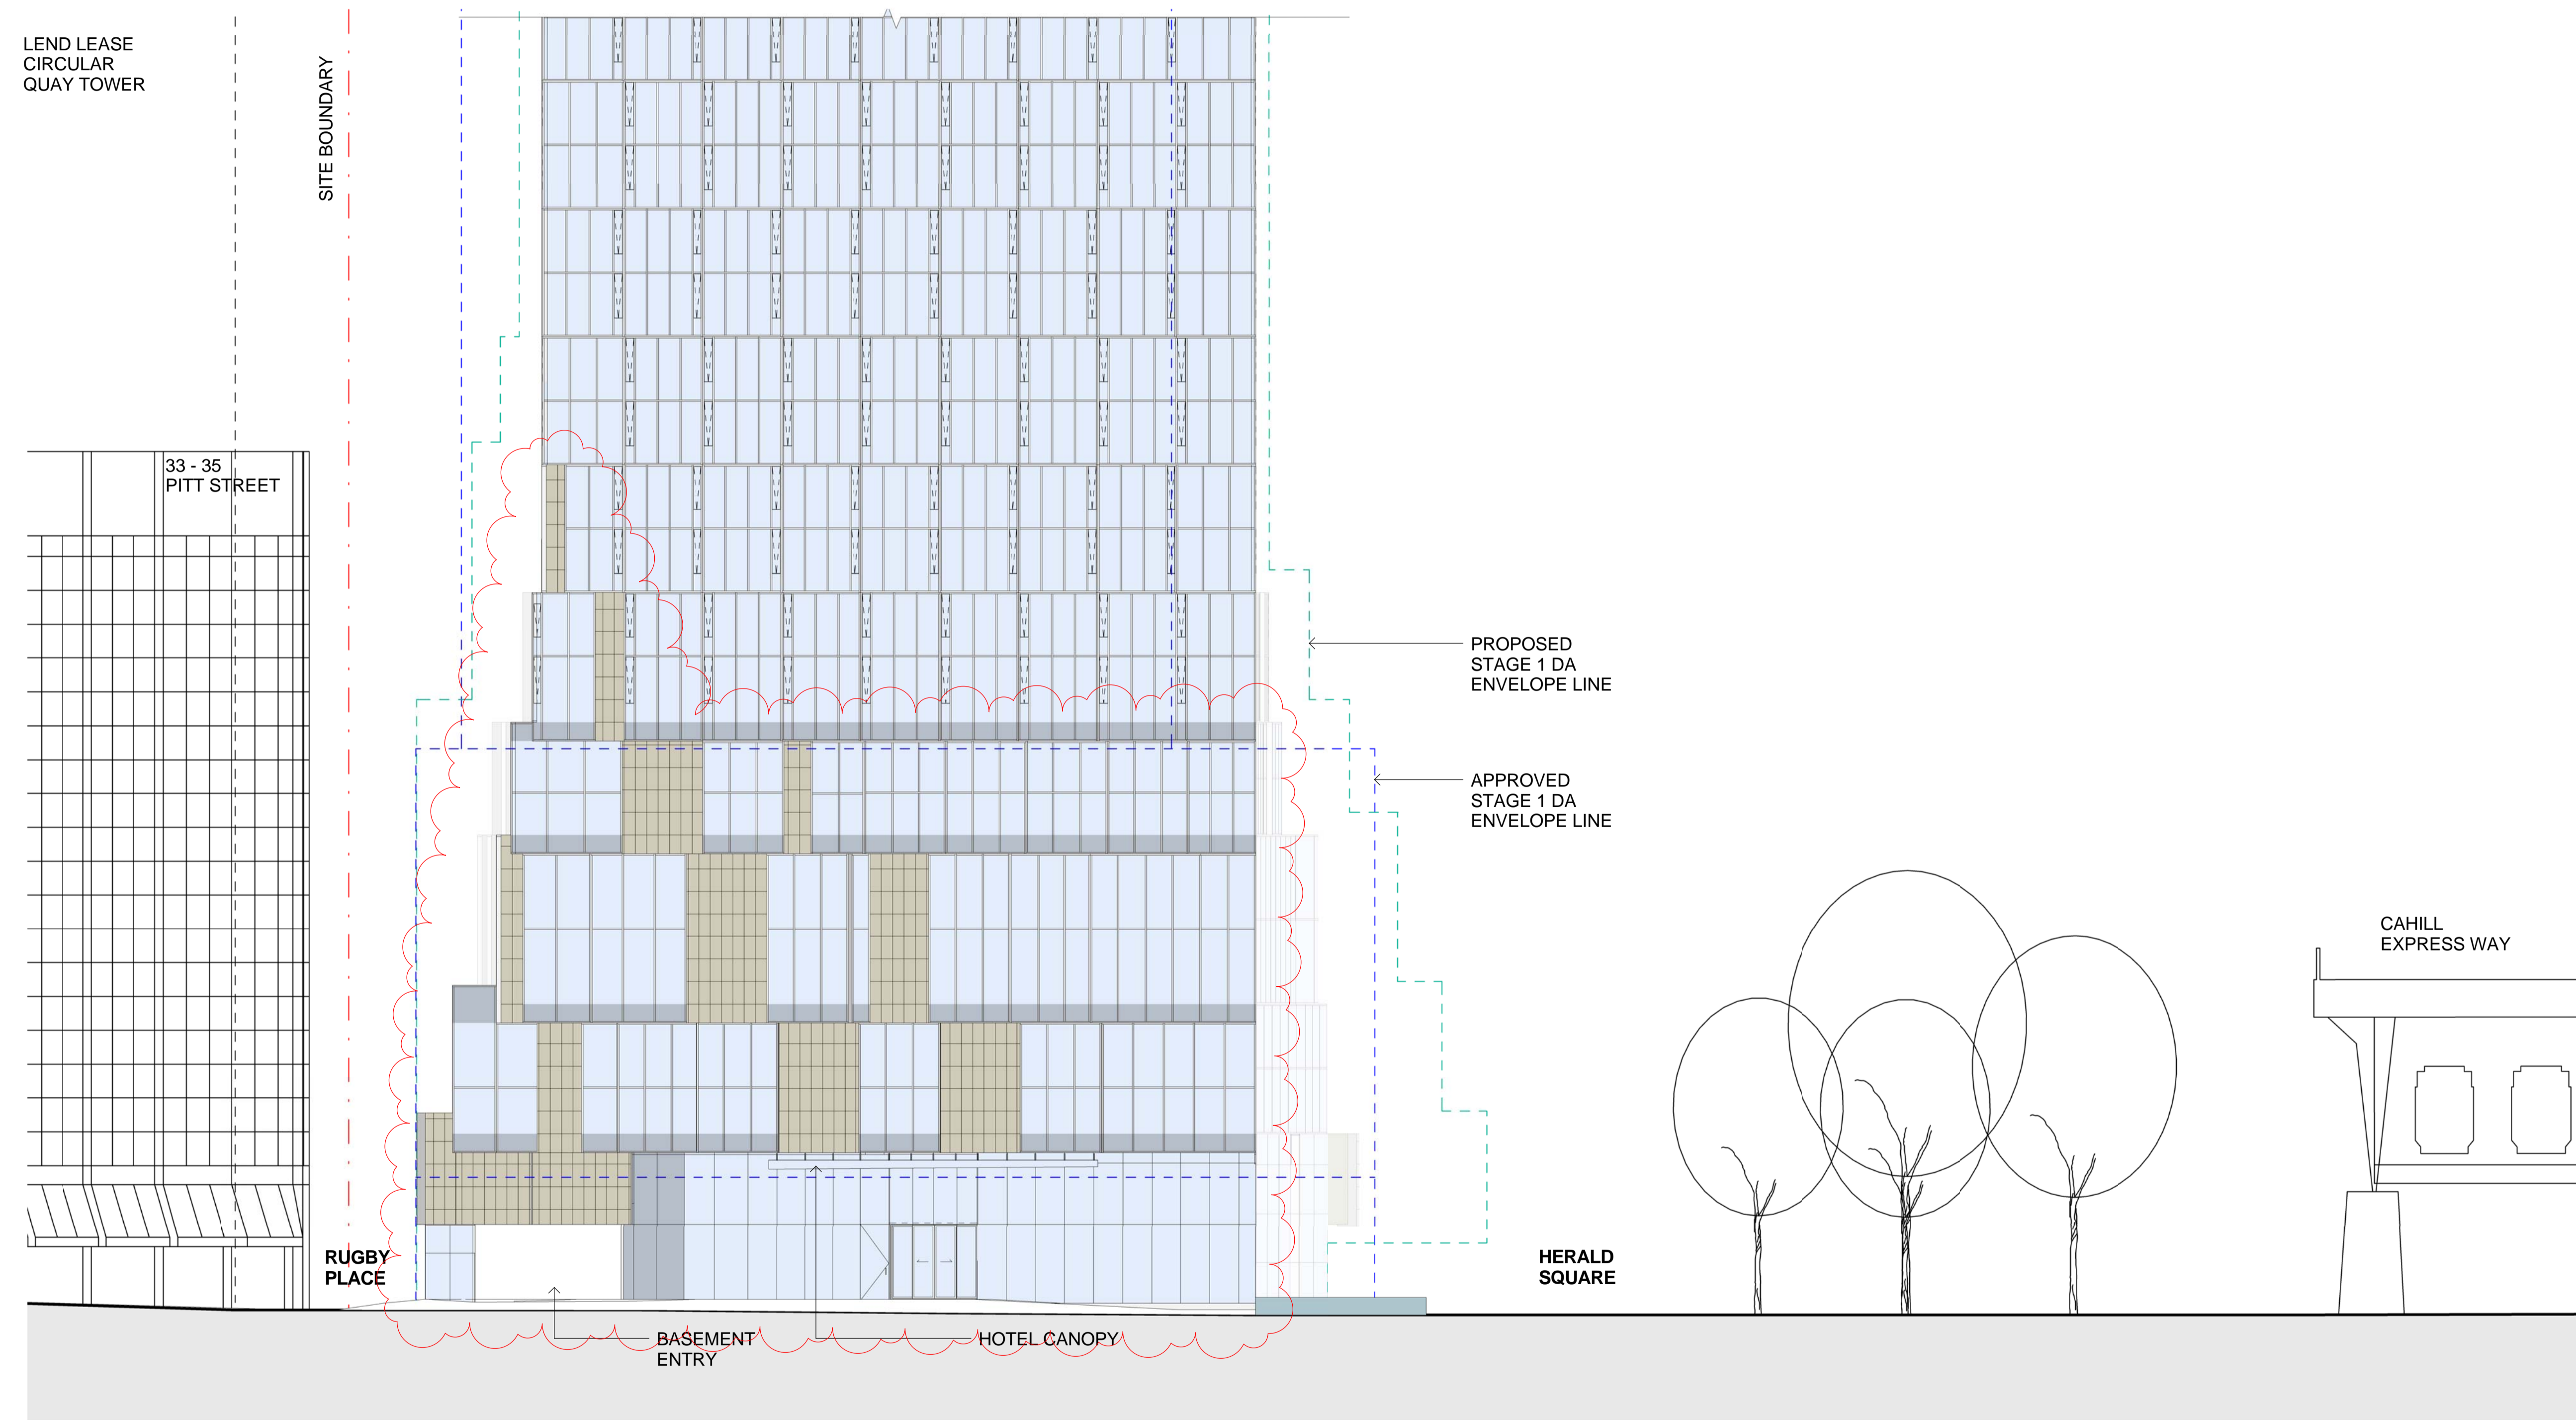 LEND LEASE
CIRCULAR
QUAY TOWER
SITE BOUNDARY
33 - 35
PITT STREET
PROPOSED
STAGE 1 DA
ENVELOPE LINE
APPROVED
STAGE 1 DA
ENVELOPE LINE
CAHILL
EXPRESS WAY
RUGBY
PLACE
HERALD
SQUARE
BASEMENT
ENTRY
HOTEL CANOPY